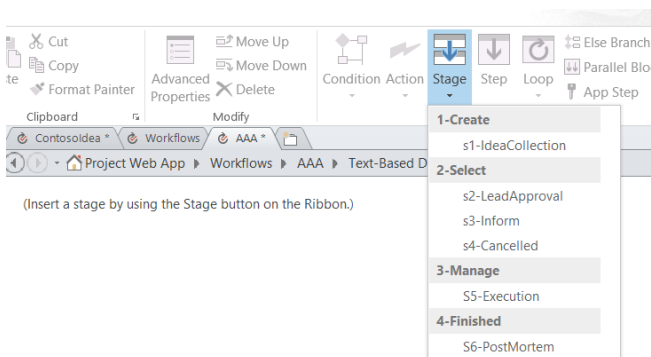 Cut
Copy
Format Painter
Clipboard
Advanced
Properties
Move Up
Move Down
Delete
Modify
Condition
Action
Stage
Step
Loop
Else Branch
Parallel Blo
App Step
ContosoIdea *
Workflows
AAA *
Project Web App
Workflows
AAA
Text-Based D
(Insert a stage by using the Stage button on the Ribbon.)
1-Create
s1-IdeaCollection
2-Select
s2-LeadApproval
s3-Inform
s4-Cancelled
3-Manage
S5-Execution
4-Finished
S6-PostMortem